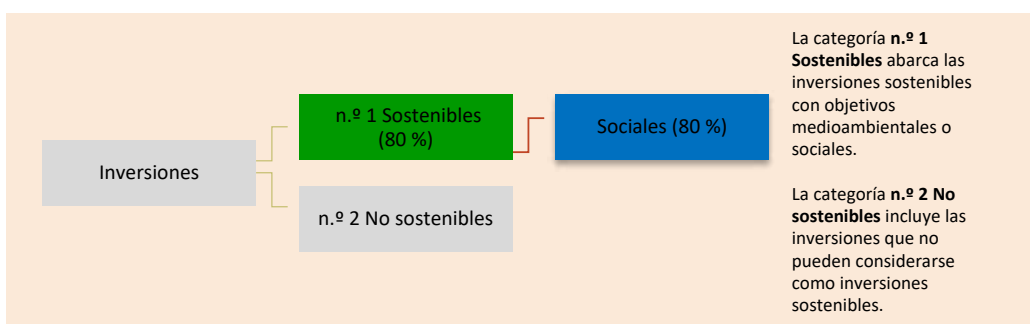 Inversiones
n.º 1 Sostenibles
(80 %)
Sociales (80 %)
n.º 2 No sostenibles
La categoría n.º 1
Sostenibles abarca las
inversiones sostenibles
con objetivos
medioambientales o
sociales.
La categoría n.º 2 No
sostenibles incluye las
inversiones que no
pueden considerarse
como inversiones
sostenibles.